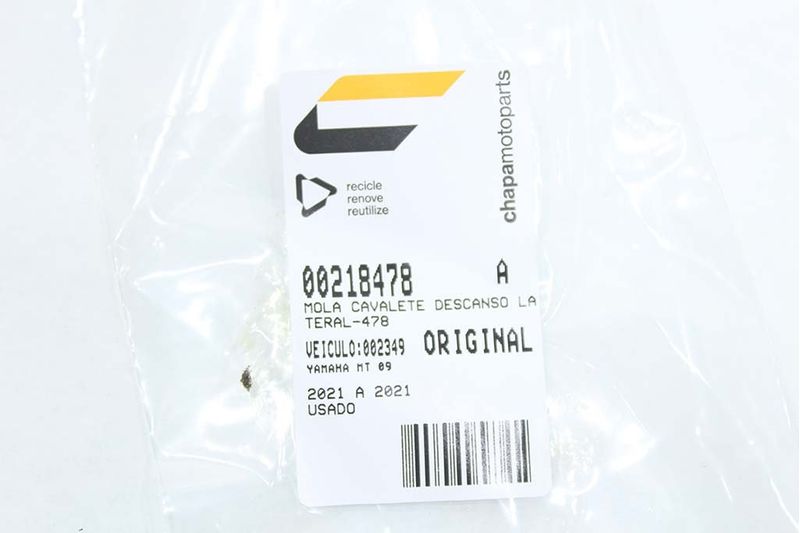 chapamotoparts
recicle
renove
reutilize
00218478 A
MOLA CAVALETE DESCANSO LA
TERAL-478
VEICULO:002349 ORIGINAL
YAMAHA MT 09
2021 A 2021
USADO